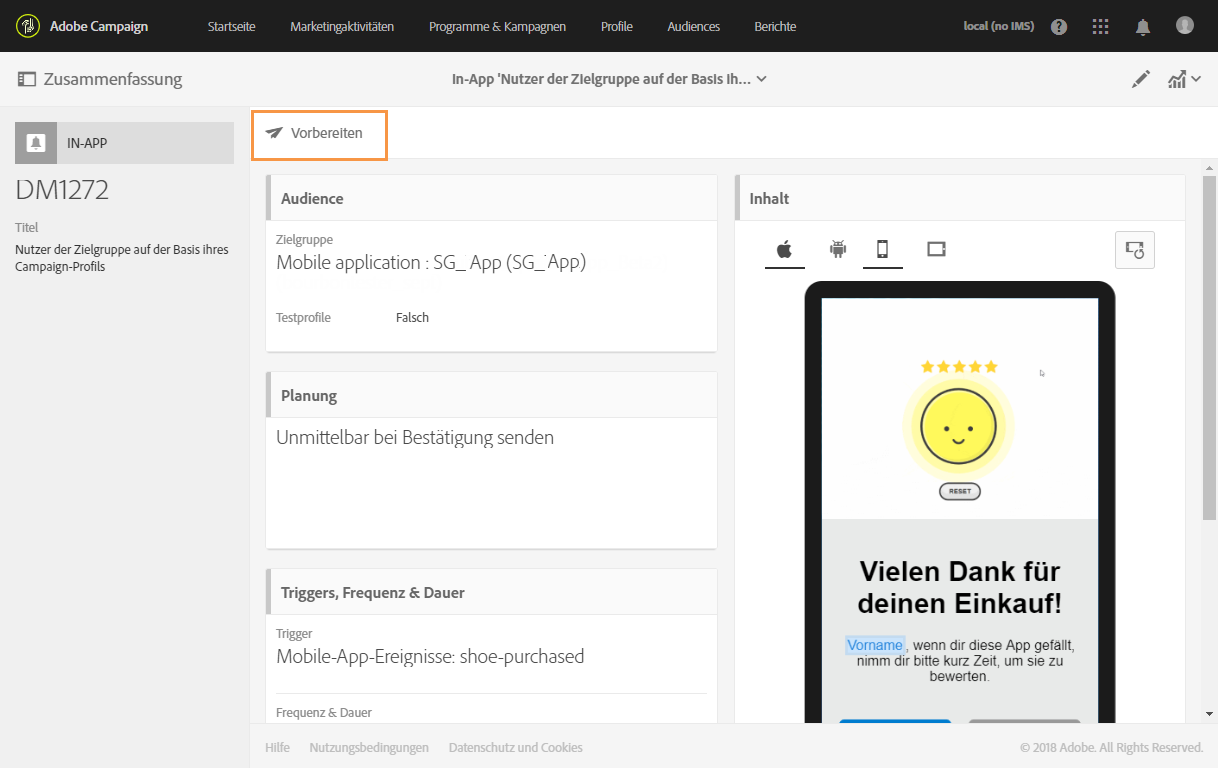 Adobe Campaign
Startseite
Marketingaktivitäten
Programme & Kampagnen
Profile
Audiences
Berichte
local (no IMS)
Zusammenfassung
In-App 'Nutzer der Zielgruppe auf der Basis ih...
IN-APP
DM1272
Titel
Nutzer der Zielgruppe auf der Basis ihres
Campaign-Profils
Vorbereiten
Audience
Zielgruppe
Mobile application : SG_ App (SG_ App)
Testprofile Falsch
Planung
Unmittelbar bei Bestätigung senden
Triggers, Frequenz & Dauer
Trigger
Mobile-App-Ereignisse: shoe-purchased
Frequenz & Dauer
Inhalt
RESET
Vielen Dank für
deinen Einkauf!
Vorname, wenn dir diese App gefällt,
nimm dir bitte kurz Zeit, um sie zu
bewerten.
Hilfe
Nutzungsbedingungen
Datenschutz und Cookies
© 2018 Adobe. All Rights Reserved.